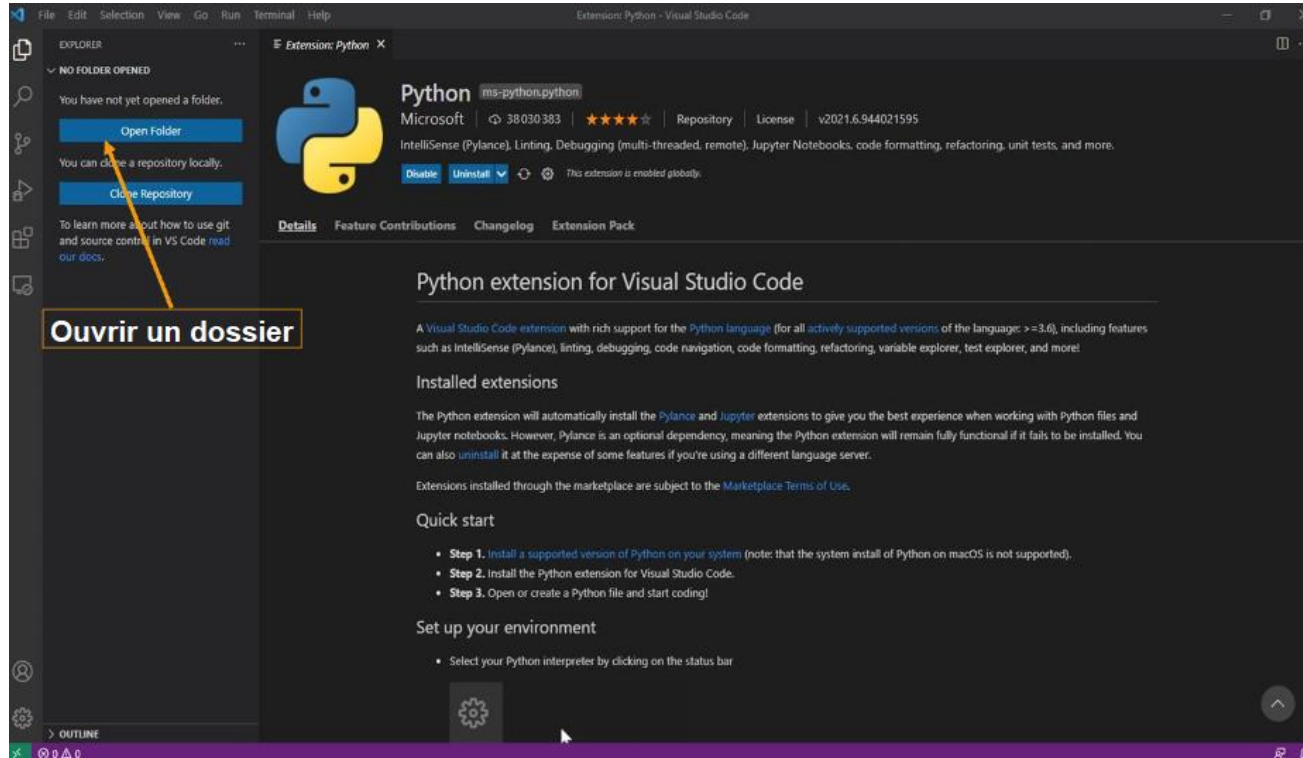 File Edit Selection View Go Run Terminal Help
Extension: Python - Visual Studio Code
EXPLORER
NO FOLDER OPENED
You have not yet opened a folder.
Open Folder
You can clone a repository locally.
Clone Repository
To learn more about how to use git
and source control in VS Code read
our docs.
Ouvrir un dossier
OUTLINE
Extension: Python
Python ms-python.python
Microsoft 38030383 Repository License v2021.6.944021595
IntelliSense (Pylance), Linting, Debugging (multi-threaded, remote), Jupyter Notebooks, code formatting, refactoring, unit tests, and more.
Disable Uninstall This extension is enabled globally.
Details Feature Contributions Changelog Extension Pack
Python extension for Visual Studio Code
A Visual Studio Code extension with rich support for the Python language (for all actively supported versions of the language: >=3.6), including features
such as IntelliSense (Pylance), linting, debugging, code navigation, code formatting, refactoring, variable explorer, test explorer, and more!
Installed extensions
The Python extension will automatically install the Pylance and Jupyter extensions to give you the best experience when working with Python files and
Jupyter notebooks. However, Pylance is an optional dependency, meaning the Python extension will remain fully functional if it fails to be installed. You
can also uninstall it at the expense of some features if you're using a different language server.
Extensions installed through the marketplace are subject to the Marketplace Terms of Use.
Quick start
• Step 1. Install a supported version of Python on your system (note: that the system install of Python on macOS is not supported).
• Step 2. Install the Python extension for Visual Studio Code.
• Step 3. Open or create a Python file and start coding!
Set up your environment
• Select your Python interpreter by clicking on the status bar
0 0